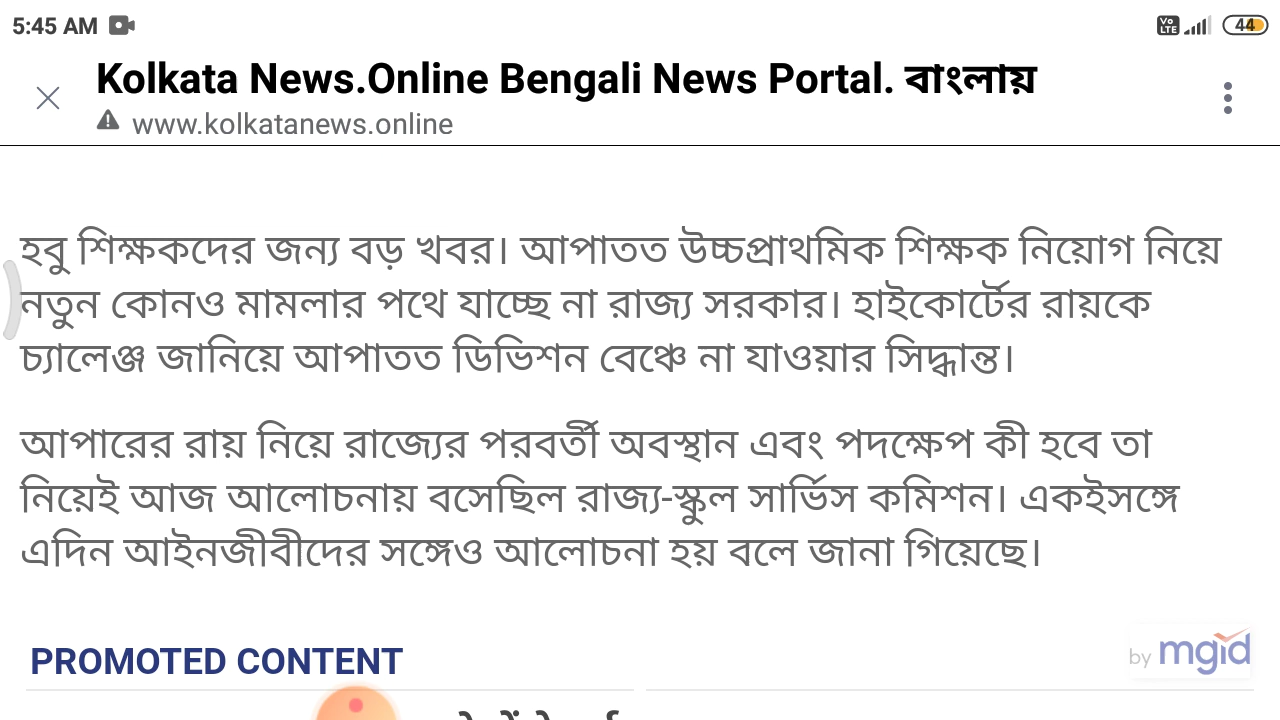 5:45 AM
Vo LTE 44
Kolkata News.Online Bengali News Portal. বাংলায়
www.kolkatanews.online
হবু শিক্ষকদের জন্য বড় খবর। আপাতত উচ্চপ্রাথমিক শিক্ষক নিয়োগ নিয়ে
নতুন কোনও মামলার পথে যাচ্ছে না রাজ্য সরকার। হাইকোর্টের রায়কে
চ্যালেঞ্জ জানিয়ে আপাতত ডিভিশন বেঞ্চে না যাওয়ার সিদ্ধান্ত।
আপারের রায় নিয়ে রাজ্যের পরবর্তী অবস্থান এবং পদক্ষেপ কী হবে তা
নিয়েই আজ আলোচনায় বসেছিল রাজ্য-স্কুল সার্ভিস কমিশন। একইসঙ্গে
এদিন আইনজীবীদের সঙ্গেও আলোচনা হয় বলে জানা গিয়েছে।
PROMOTED CONTENT
by mgid